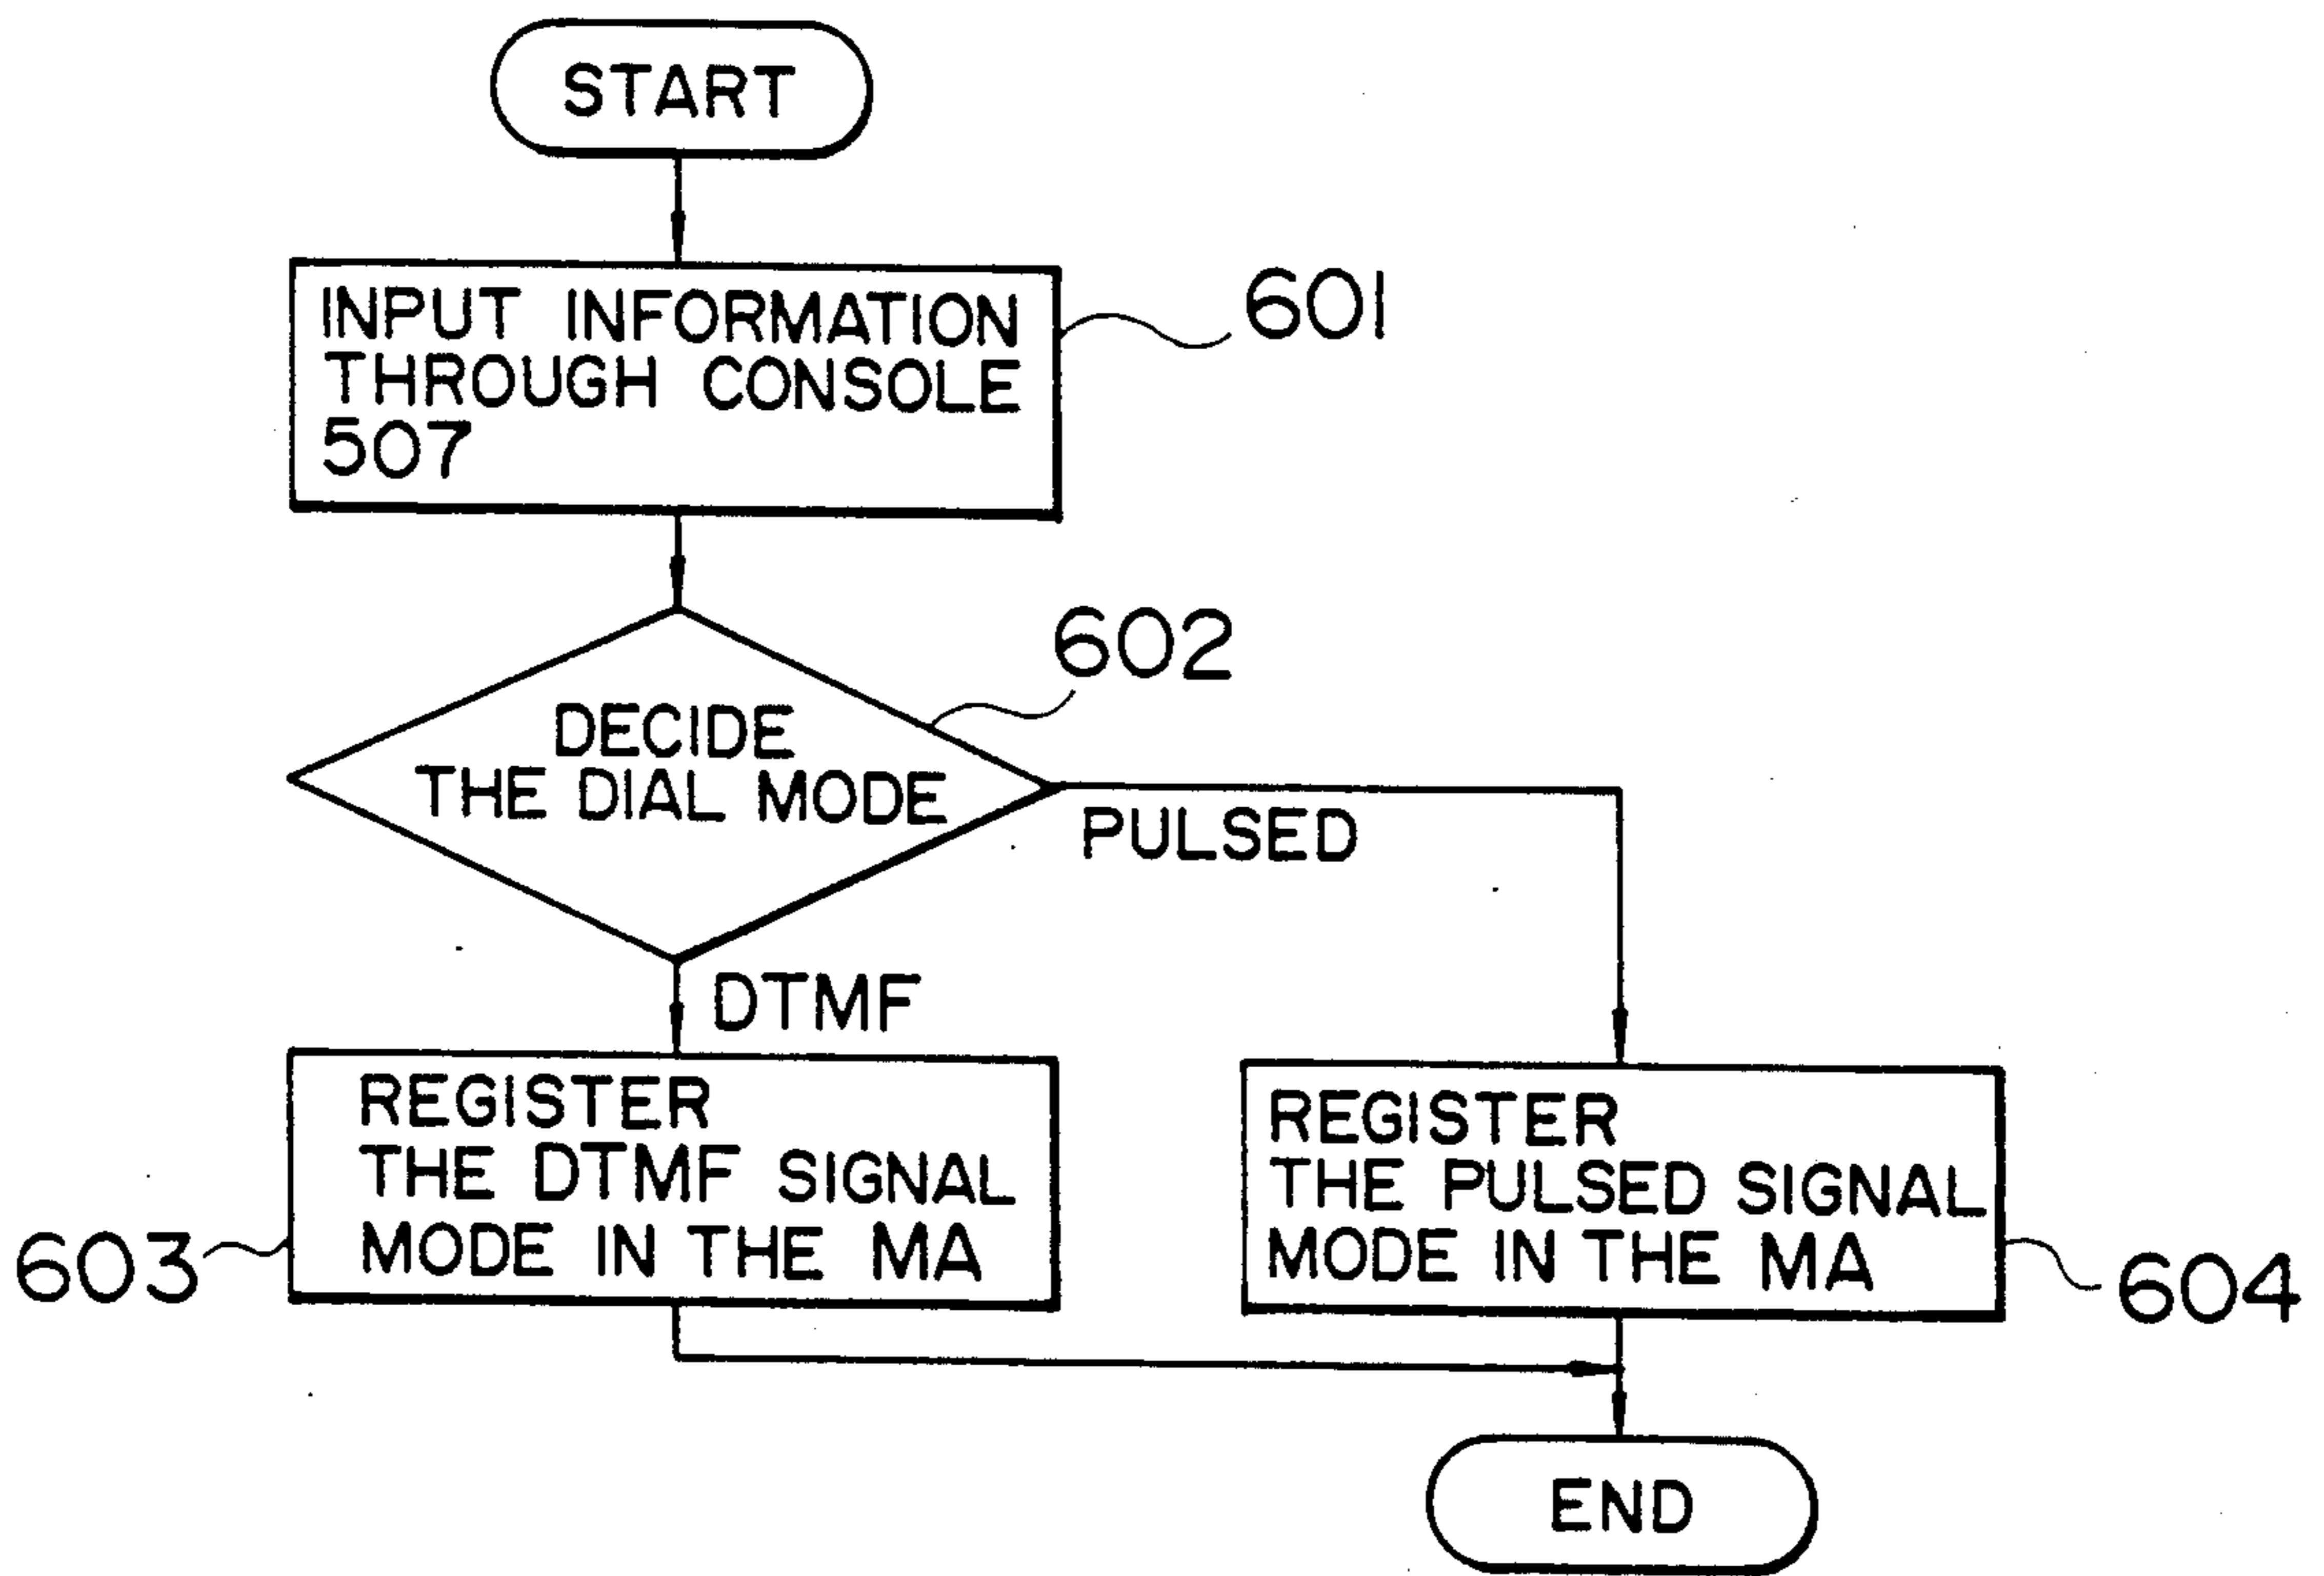 START
INPUT INFORMATION
THROUGH CONSOLE
507
601
602
DECIDE
THE DIAL MODE
PULSED
DTMF
REGISTER
THE DTMF SIGNAL
MODE IN THE MA
603
REGISTER
THE PULSED SIGNAL
MODE IN THE MA
604
END